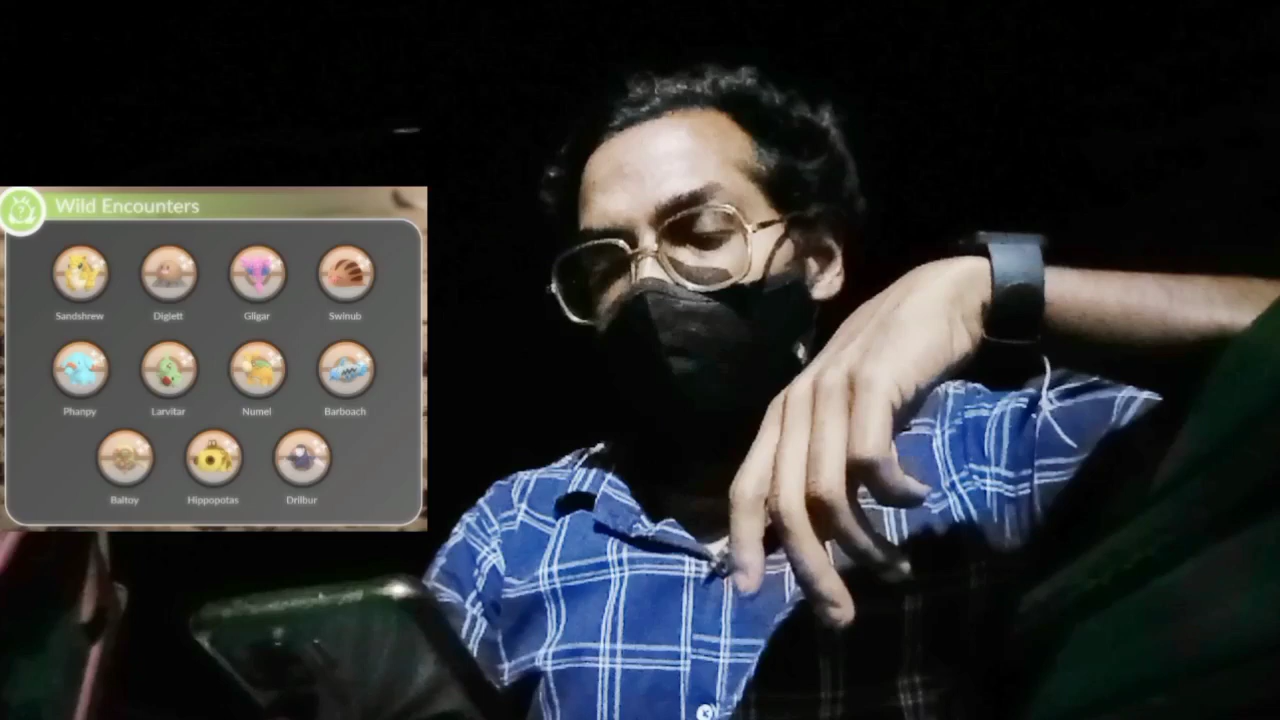 Wild Encounters
Sandshrew Diglett Gligar Swinub
Phanpy Larvitar Numel Barboach
Baltoy Hippopotas Drilbur